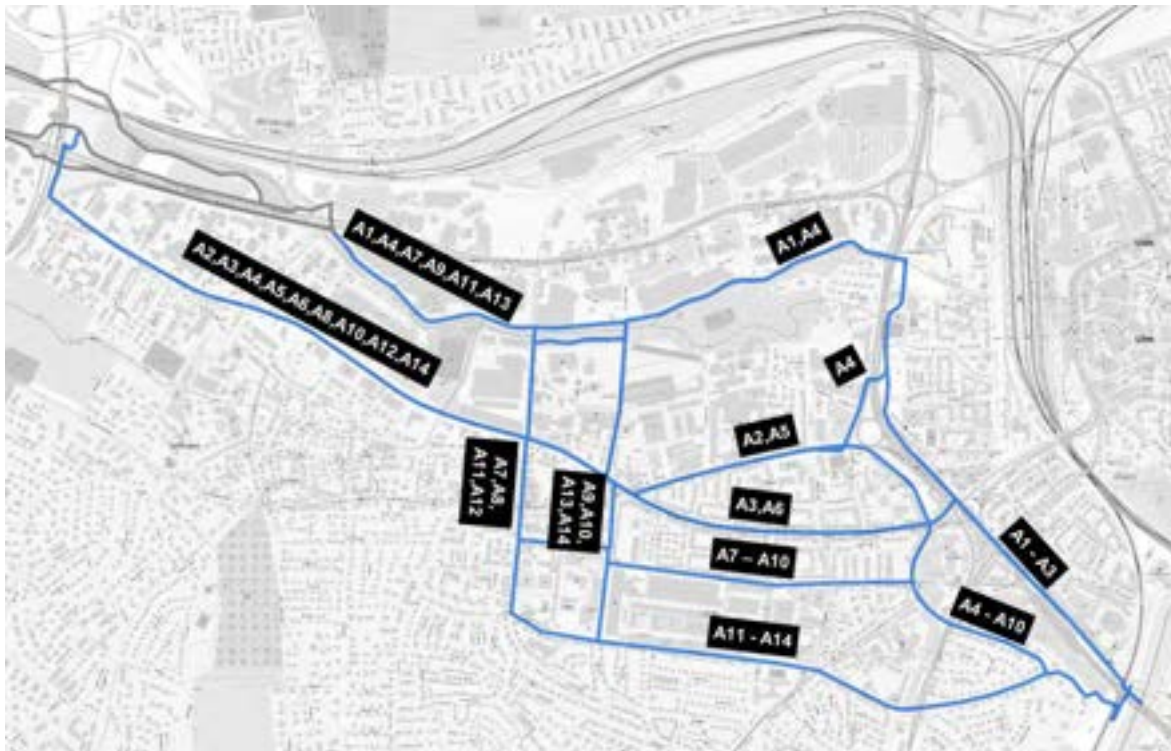 A1,A4
A1,A4,A7,A9,A11,A13
A2,A3,A4,A5,A6,A8,A10,A12,A14
A4
A2,A5
A7,A8,
A11,A12
A9,A10,
A13,A14
A3,A6
A7 – A10
A1 - A3
A4 - A10
A11 - A14